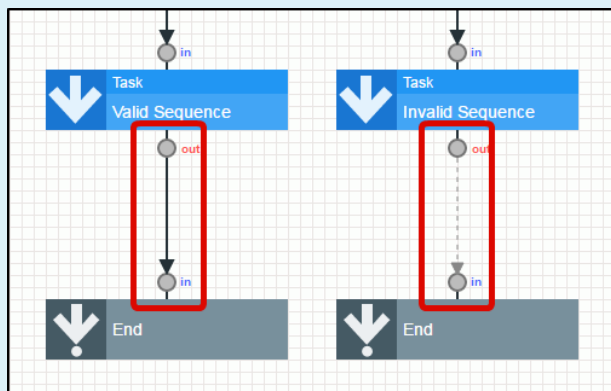 in
Task
Valid Sequence
out
in
End
in
Task
Invalid Sequence
out
in
End